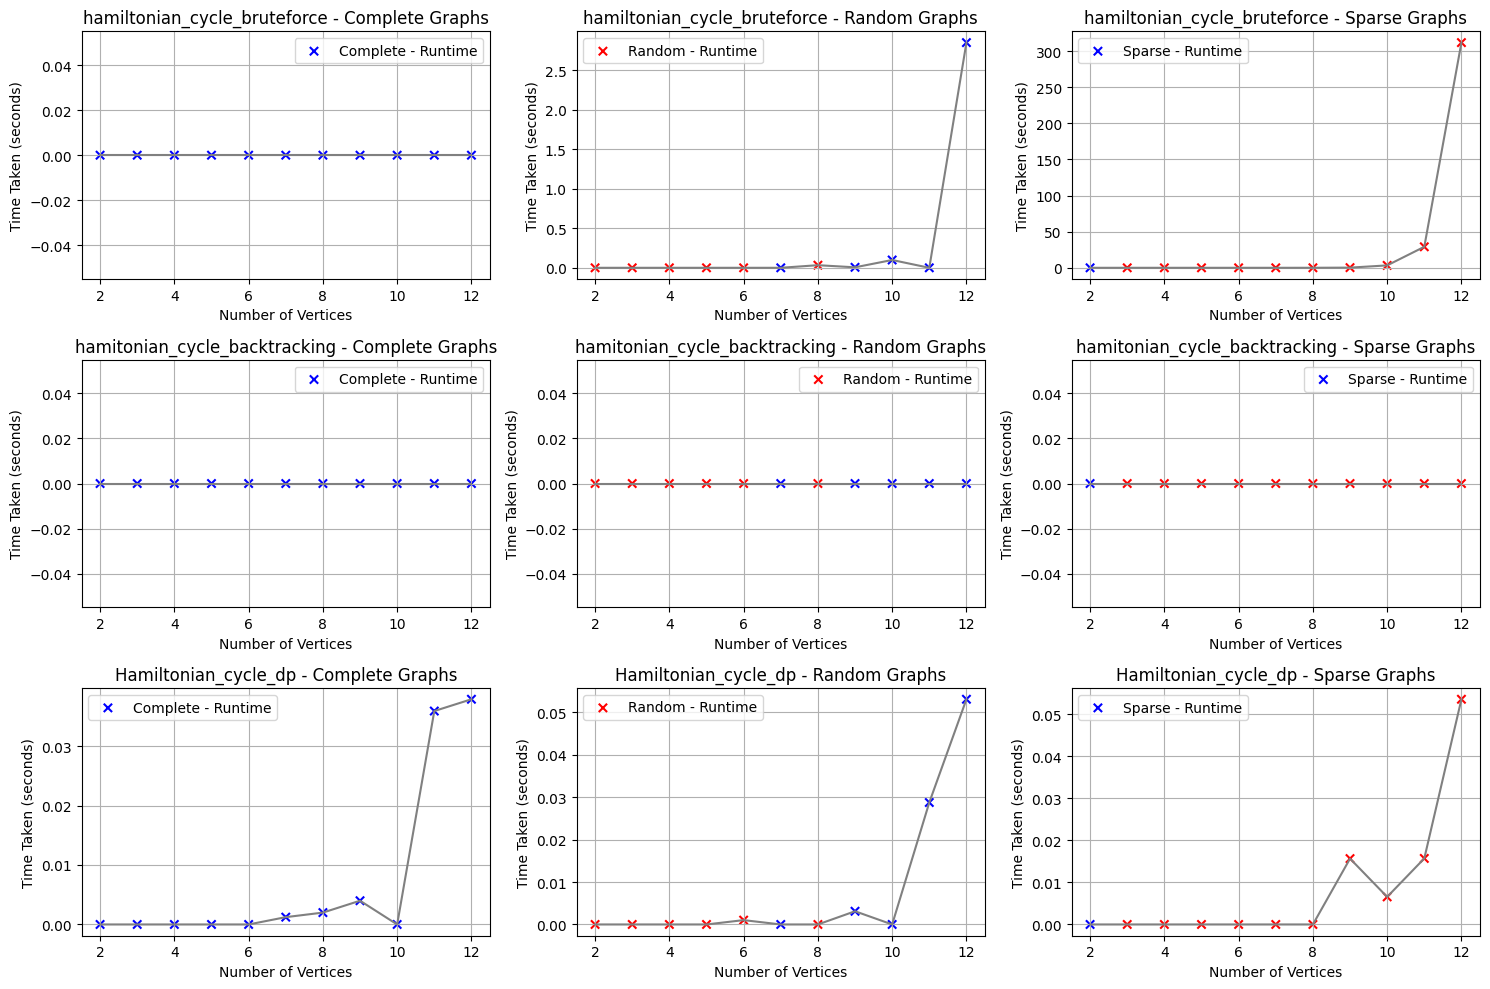 hamiltonian_cycle_bruteforce - Complete Graphs
Complete - Runtime
Time Taken (seconds)
0.04
0.02
0.00
−0.02
−0.04
2 4 6 8 10 12
Number of Vertices
hamiltonian_cycle_bruteforce - Random Graphs
Random - Runtime
Time Taken (seconds)
2.5
2.0
1.5
1.0
0.5
0.0
2 4 6 8 10 12
Number of Vertices
hamiltonian_cycle_bruteforce - Sparse Graphs
Sparse - Runtime
Time Taken (seconds)
300
250
200
150
100
50
0
2 4 6 8 10 12
Number of Vertices
hamitonian_cycle_backtracking - Complete Graphs
Complete - Runtime
Time Taken (seconds)
0.04
0.02
0.00
−0.02
−0.04
2 4 6 8 10 12
Number of Vertices
hamitonian_cycle_backtracking - Random Graphs
Random - Runtime
Time Taken (seconds)
0.04
0.02
0.00
−0.02
−0.04
2 4 6 8 10 12
Number of Vertices
hamitonian_cycle_backtracking - Sparse Graphs
Sparse - Runtime
Time Taken (seconds)
0.04
0.02
0.00
−0.02
−0.04
2 4 6 8 10 12
Number of Vertices
Hamiltonian_cycle_dp - Complete Graphs
Complete - Runtime
Time Taken (seconds)
0.03
0.02
0.01
0.00
2 4 6 8 10 12
Number of Vertices
Hamiltonian_cycle_dp - Random Graphs
Random - Runtime
Time Taken (seconds)
0.05
0.04
0.03
0.02
0.01
0.00
2 4 6 8 10 12
Number of Vertices
Hamiltonian_cycle_dp - Sparse Graphs
Sparse - Runtime
Time Taken (seconds)
0.05
0.04
0.03
0.02
0.01
0.00
2 4 6 8 10 12
Number of Vertices